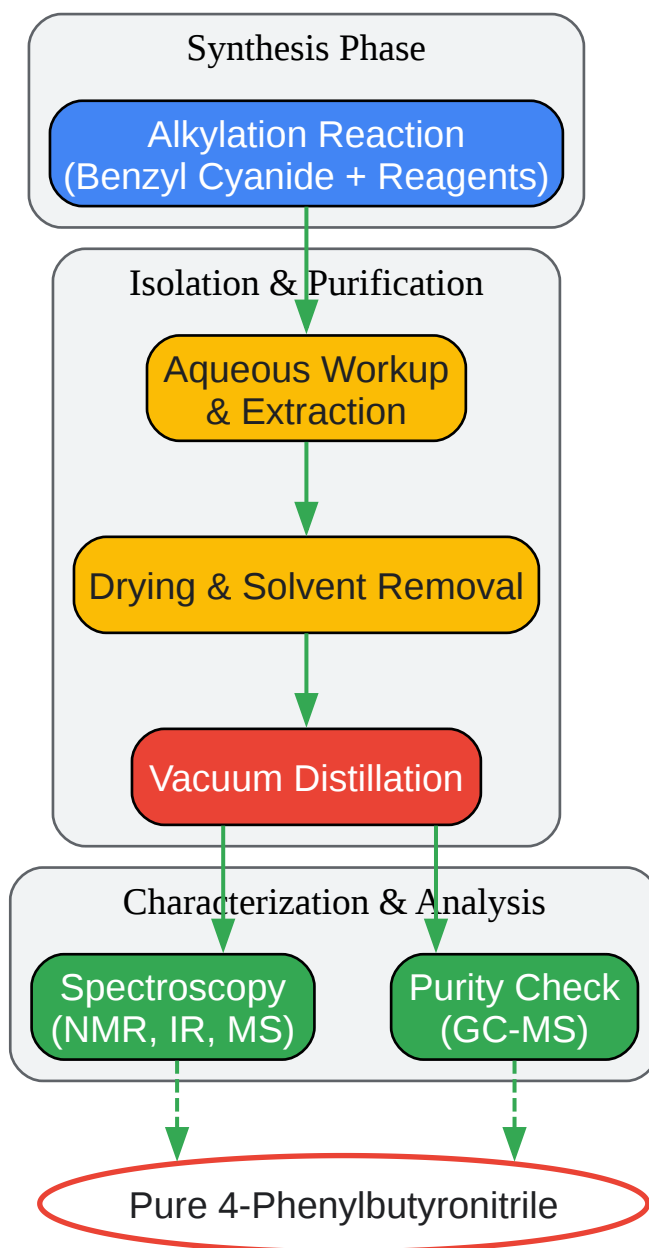 Synthesis Phase
Alkylation Reaction
(Benzyl Cyanide + Reagents)
Isolation & Purification
Aqueous Workup
& Extraction
Drying & Solvent Removal
Vacuum Distillation
Characterization & Analysis
Spectroscopy
(NMR, IR, MS)
Purity Check
(GC-MS)
Pure 4-Phenylbutyronitrile